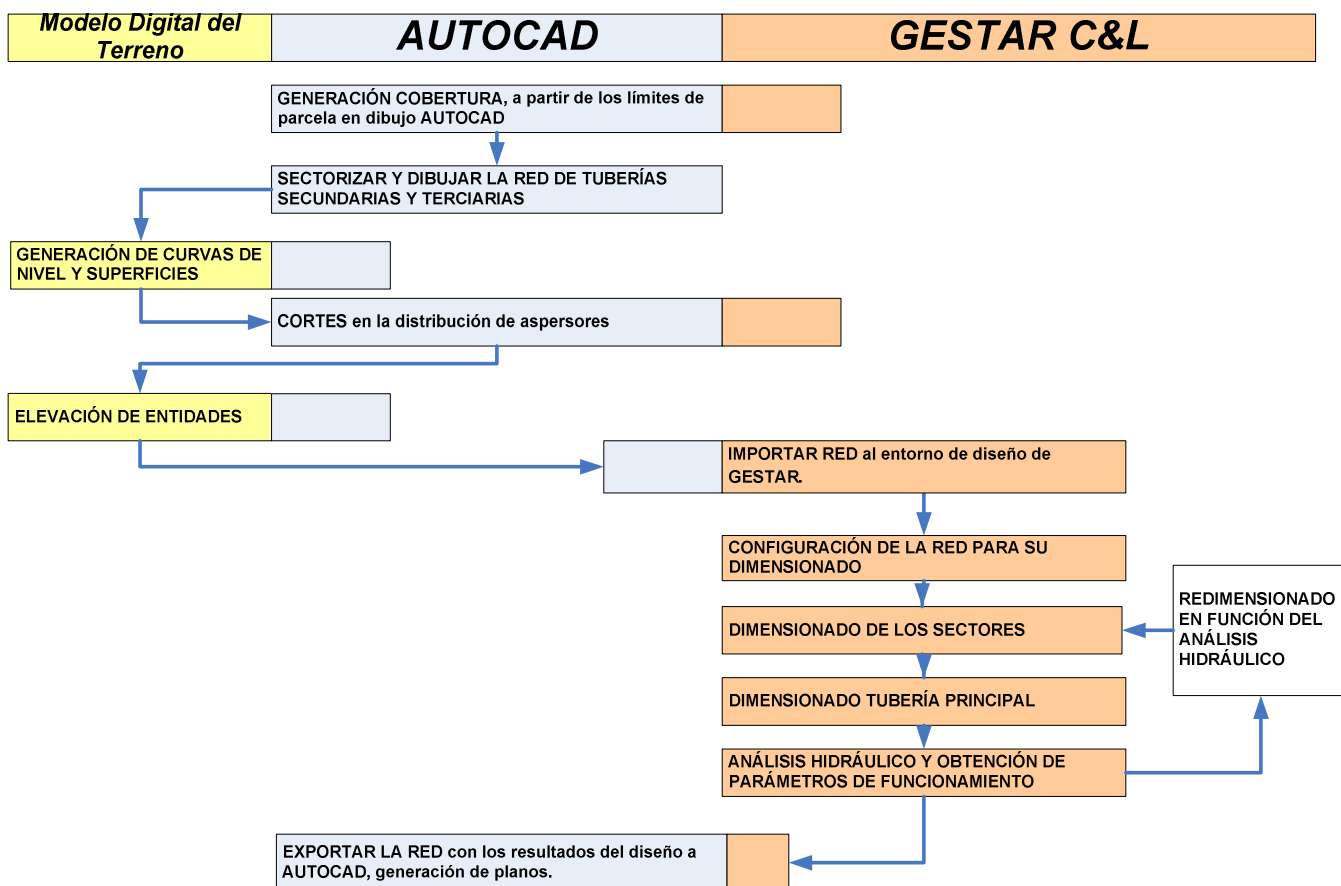 Modelo Digital del
Terreno
AUTOCAD
GESTAR C&L
GENERACIÓN COBERTURA, a partir de los límites de
parcela en dibujo AUTOCAD
SECTORIZAR Y DIBUJAR LA RED DE TUBERÍAS
SECUNDARIAS Y TERCIARIAS
GENERACIÓN DE CURVAS DE
NIVEL Y SUPERFICIES
CORTES en la distribución de aspersores
ELEVACIÓN DE ENTIDADES
IMPORTAR RED al entorno de diseño de
GESTAR.
CONFIGURACIÓN DE LA RED PARA SU
DIMENSIONADO
DIMENSIONADO DE LOS SECTORES
REDIMENSIONADO
EN FUNCIÓN DEL
ANÁLISIS
HIDRÁULICO
DIMENSIONADO TUBERÍA PRINCIPAL
ANÁLISIS HIDRÁULICO Y OBTENCIÓN DE
PARÁMETROS DE FUNCIONAMIENTO
EXPORTAR LA RED con los resultados del diseño a
AUTOCAD, generación de planos.